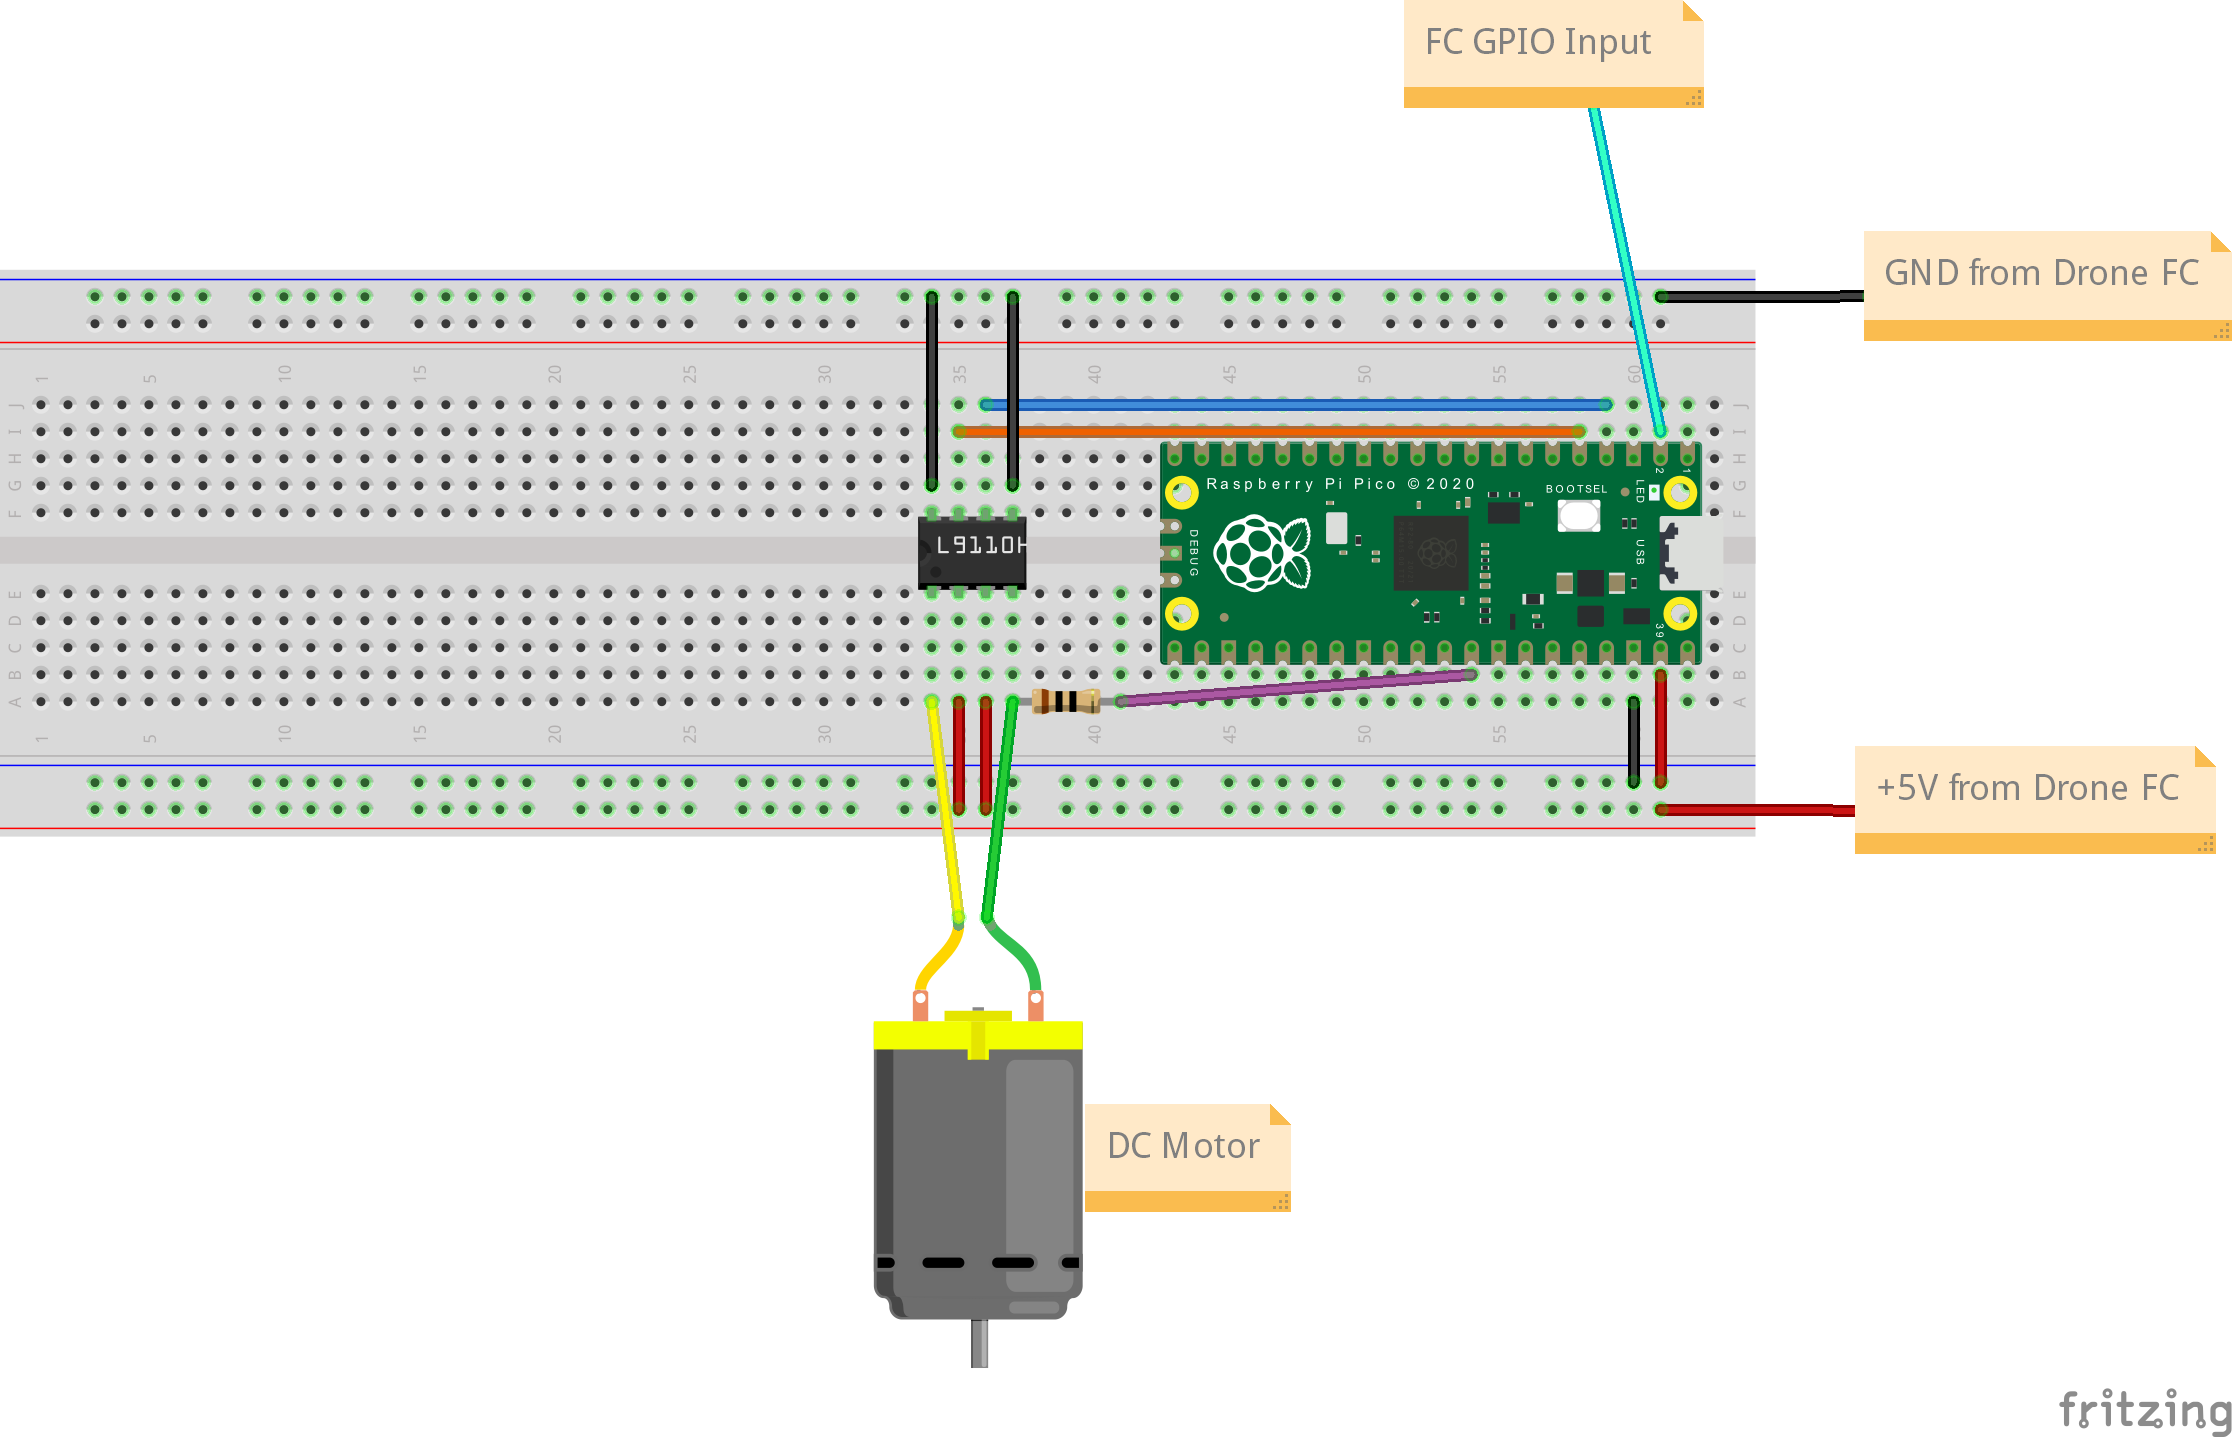 FC GPIO Input
GND from Drone FC
1 5 10 15 20 25 30 35 40 45 50 55 60
J J
I I
H H
G G
F F
Raspberry Pi Pico © 2020
BOOTSEL
LED
2
1
USB
DEBUG
39
L9110H
E E
D D
C C
B B
A A
1 5 10 15 20 25 30 40 45 50 55
+5V from Drone FC
DC Motor
fritzing